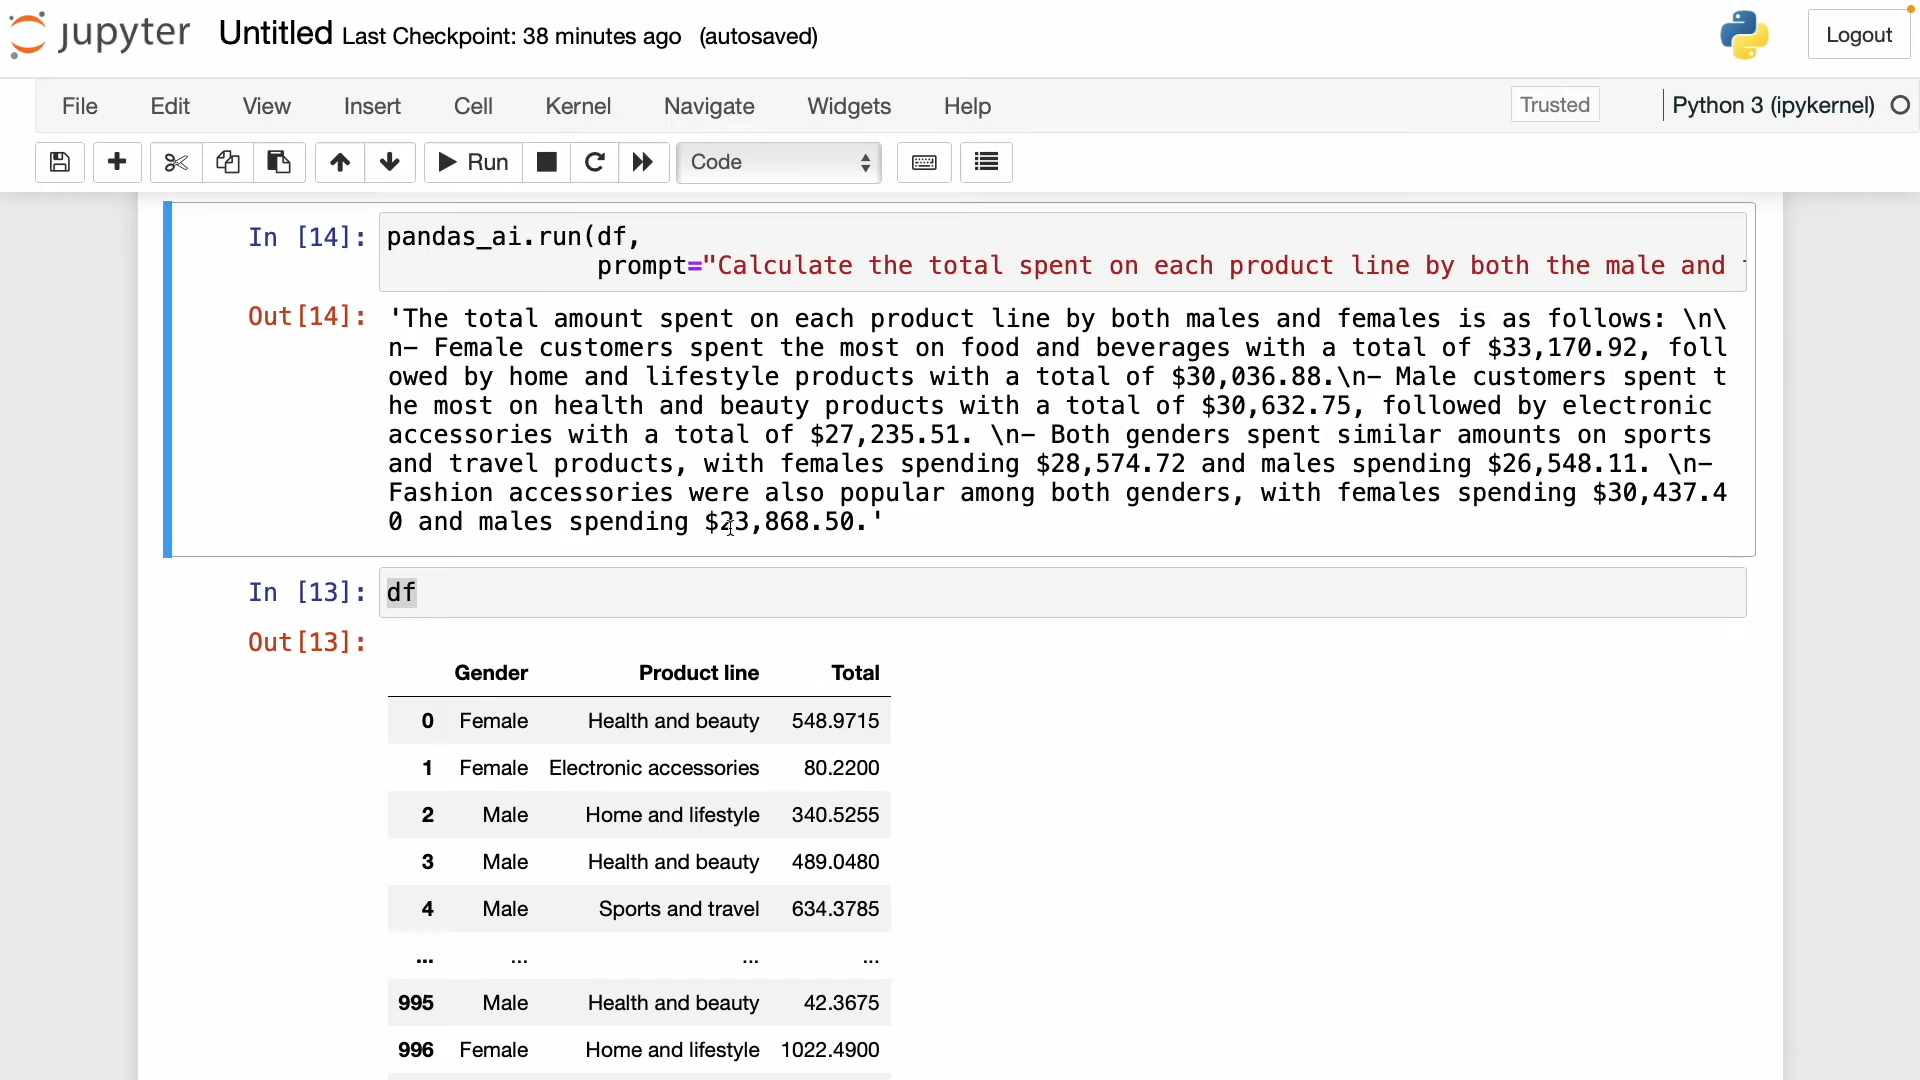 jupyter Untitled Last Checkpoint: 38 minutes ago (autosaved) Logout
File Edit View Insert Cell Kernel Navigate Widgets Help Trusted Python 3 (ipykernel)
Run Code
In [14]: pandas_ai.run(df,
prompt="Calculate the total spent on each product line by both the male and
Out[14]: 'The total amount spent on each product line by both males and females is as follows: \n\
n- Female customers spent the most on food and beverages with a total of $33,170.92, foll
owed by home and lifestyle products with a total of $30,036.88.\n- Male customers spent t
he most on health and beauty products with a total of $30,632.75, followed by electronic
accessories with a total of $27,235.51. \n- Both genders spent similar amounts on sports
and travel products, with females spending $28,574.72 and males spending $26,548.11. \n-
Fashion accessories were also popular among both genders, with females spending $30,437.4
0 and males spending $23,868.50.'
In [13]: df
Out[13]:
Gender Product line Total
0 Female Health and beauty 548.9715
1 Female Electronic accessories 80.2200
2 Male Home and lifestyle 340.5255
3 Male Health and beauty 489.0480
4 Male Sports and travel 634.3785
... ... ... ...
995 Male Health and beauty 42.3675
996 Female Home and lifestyle 1022.4900